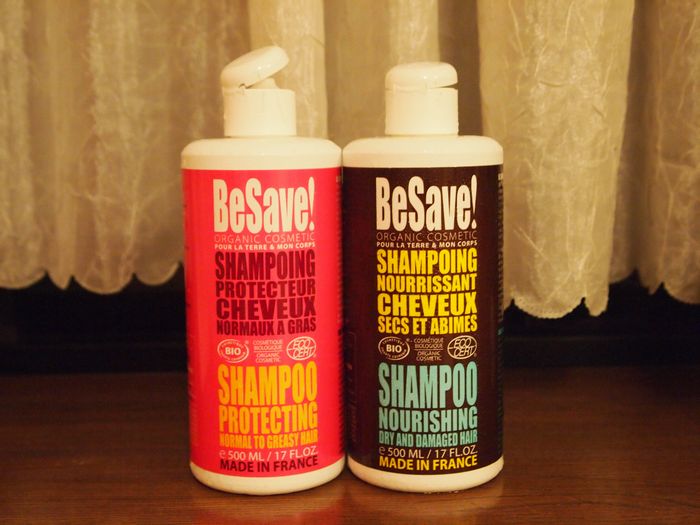 BeSave!
ORGANIC COSMETIC
POUR LA TERRE & MON CORPS
SHAMPOING
PROTECTEUR
CHEVEUX
NORMAUX A GRAS
BIO
COSMÉTIQUE
BIOLOGIQUE
ORGANIC
COSMETIC
ECO
CERT
SHAMPOO
PROTECTING
NORMAL TO GREASY HAIR
e 500 ML / 17 FL.OZ.
MADE IN FRANCE
BeSave!
ORGANIC COSMETIC
POUR LA TERRE & MON CORPS
SHAMPOING
NOURRISSANT
CHEVEUX
SECS ET ABIMES
BIO
COSMÉTIQUE
BIOLOGIQUE
ORGANIC
COSMETIC
ECO
CERT
SHAMPOO
NOURISHING
DRY AND DAMAGED HAIR
e 500 ML / 17 FL.OZ.
MADE IN FRANCE